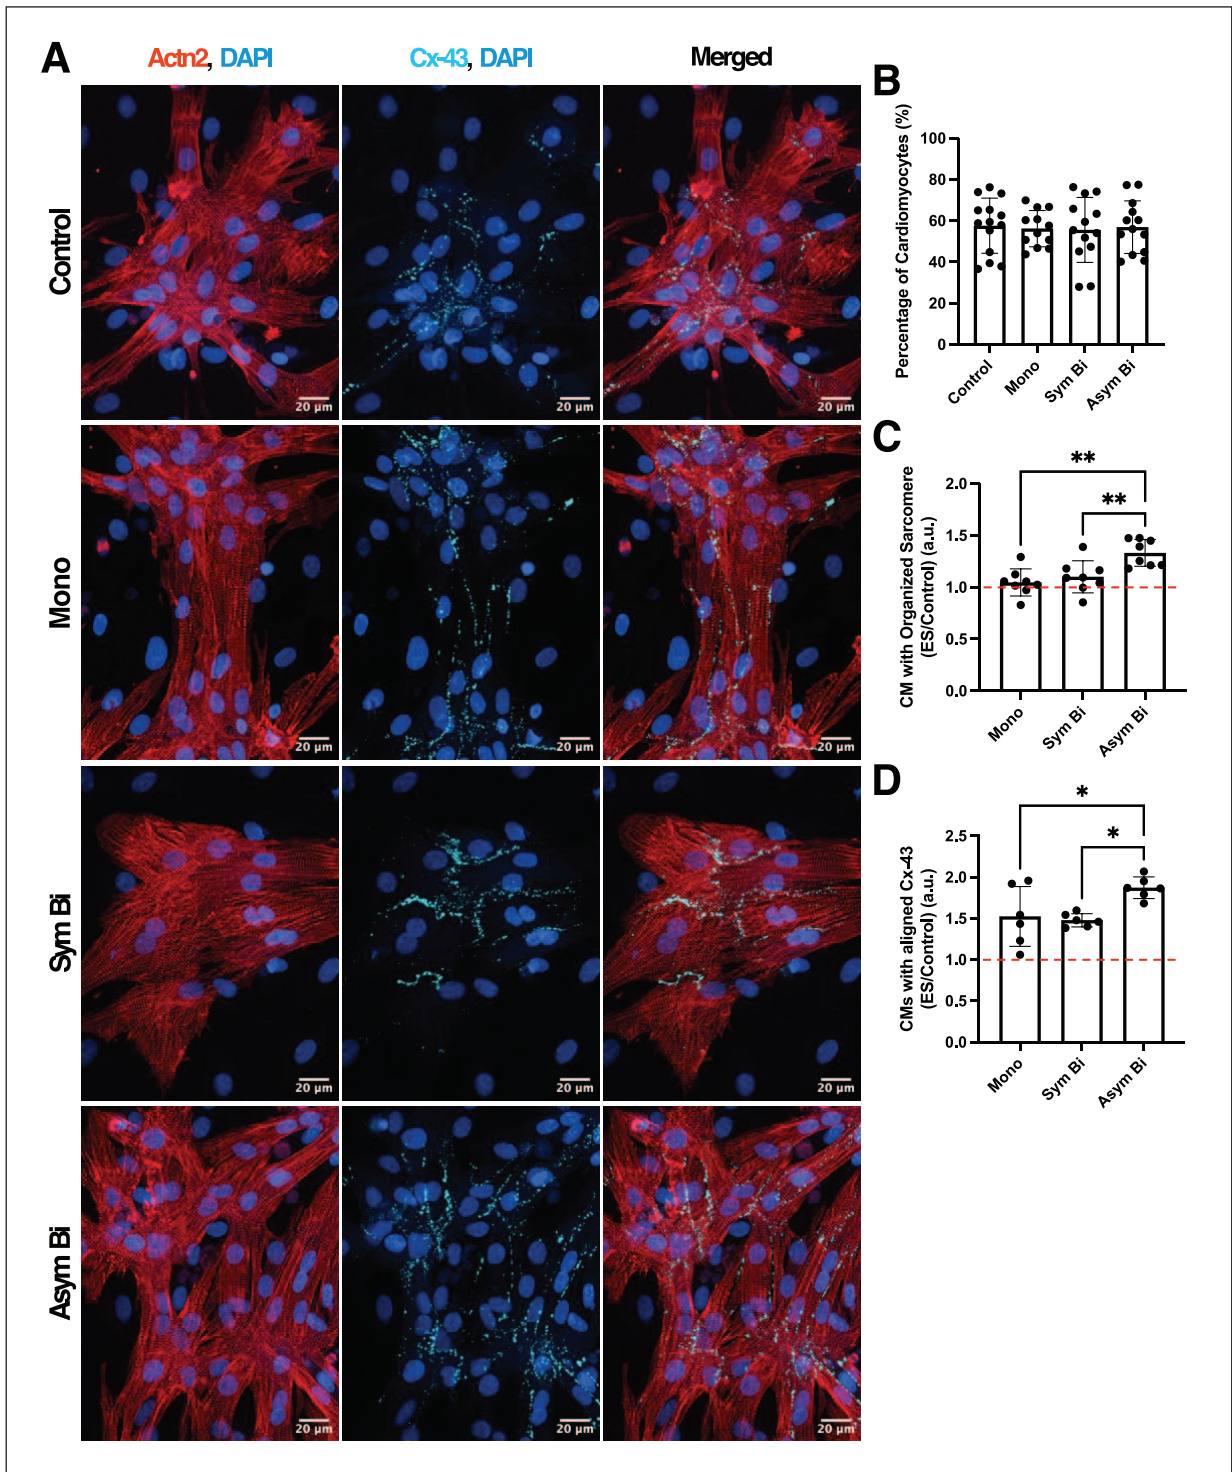 A
Actn2, DAPI
Cx-43, DAPI
Merged
Control
20 µm
20 µm
20 µm
Mono
20 µm
20 µm
20 µm
Sym Bi
20 µm
20 µm
20 µm
Asym Bi
20 µm
20 µm
20 µm
B
Percentage of Cardiomyocytes (%)
100
80
60
40
20
0
Control
Mono
Sym Bi
Asym Bi
C
CM with Organized Sarcomere
(ES/Control) (a.u.)
**
**
2.0
1.5
1.0
0.5
0.0
Mono
Sym Bi
Asym Bi
D
CMs with aligned Cx-43
(ES/Control) (a.u.)
*
*
2.5
2.0
1.5
1.0
0.5
0.0
Mono
Sym Bi
Asym Bi